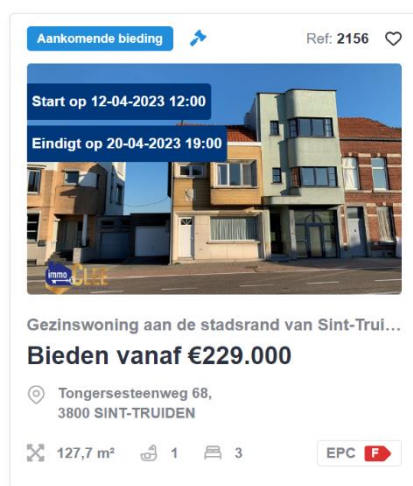 Aankomende bieding
Ref: 2156
Start op 12-04-2023 12:00
Eindigt op 20-04-2023 19:00
immo
GLEE
Gezinswoning aan de stadsrand van Sint-Trui...
Bieden vanaf €229.000
Tongersesteenweg 68,
3800 SINT-TRUIDEN
127,7 m² 1 3 EPC F